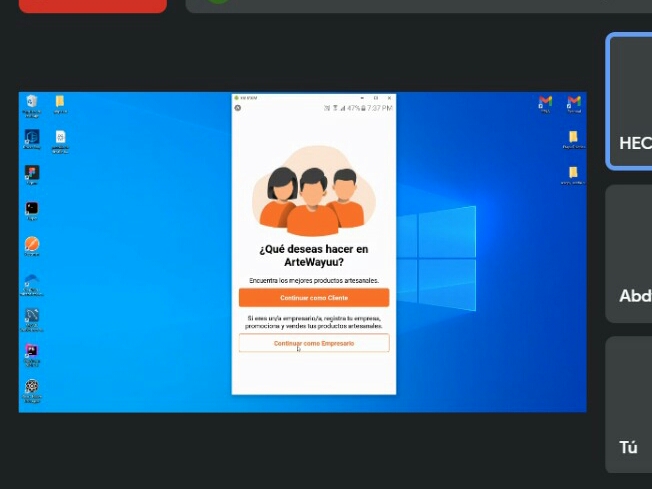 47% 7:37 PM
¿Qué deseas hacer en
ArteWayuu?
Encuentra los mejores productos artesanales.
Continuar como Cliente
Si eres un/a empresario/a, registra tu empresa,
promociona y vendes tus productos artesanales.
Continuar como Empresario
HEC
Abd
Tú